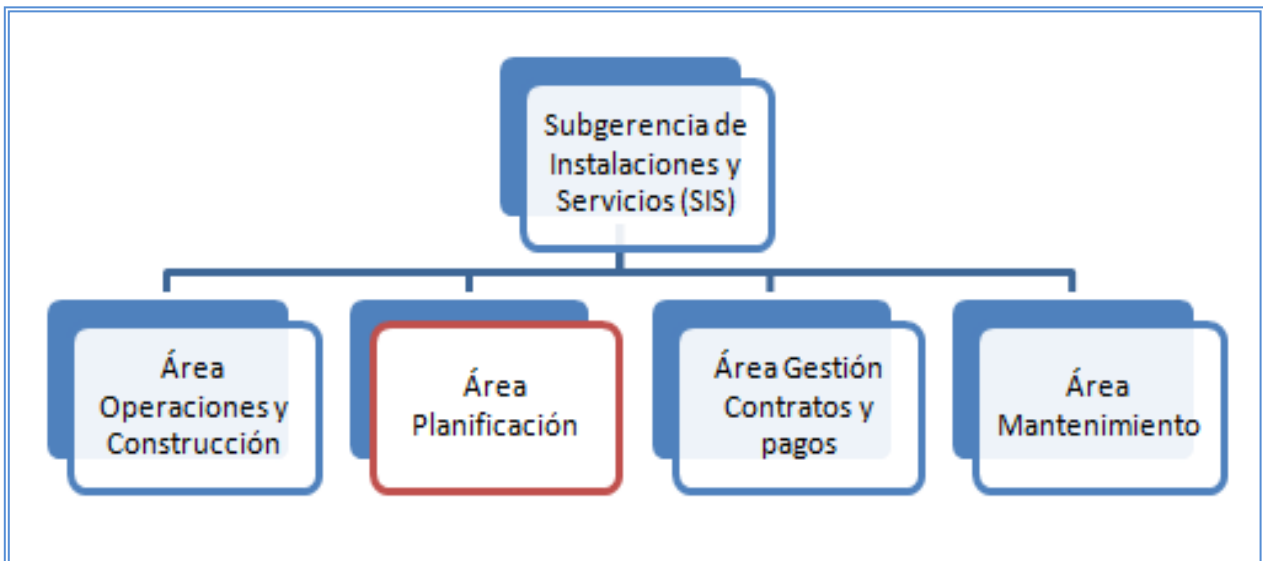 Subgerencia de
Instalaciones y
Servicios (SIS)
Área
Operaciones y
Construcción
Área
Planificación
Área Gestión
Contratos y
pagos
Área
Mantenimiento